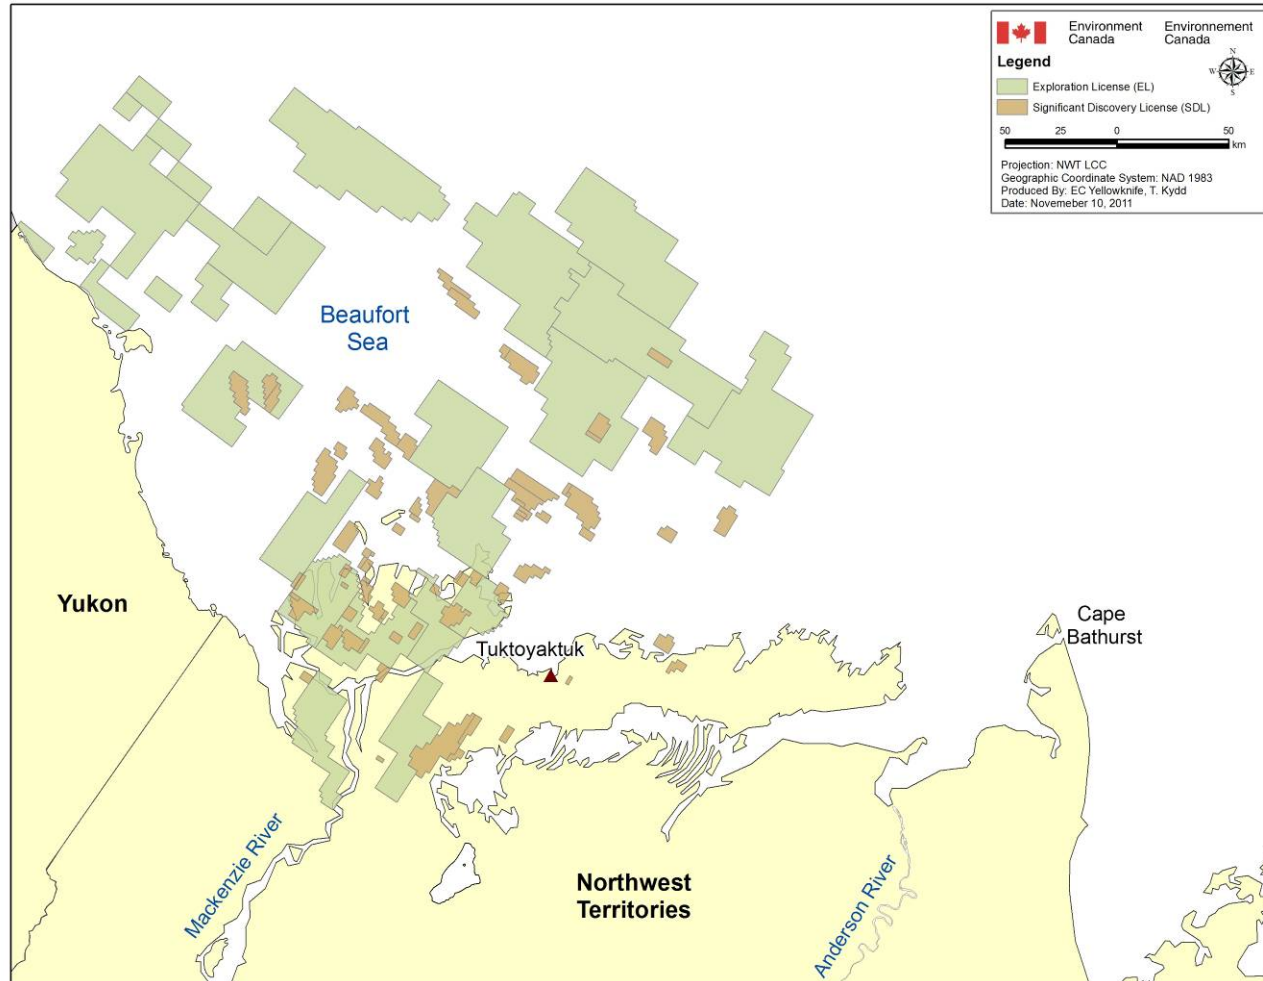 Environment Environnement
Canada Canada
Legend
N
W E
S
Exploration License (EL)
Significant Discovery License (SDL)
50 25 0 50
km
Projection: NWT LCC
Geographic Coordinate System: NAD 1983
Produced By: EC Yellowknife, T. Kydd
Date: Novemeber 10, 2011
Beaufort
Sea
Yukon
Cape
Bathurst
Tuktoyaktuk
Mackenzie River
Northwest
Territories
Anderson River